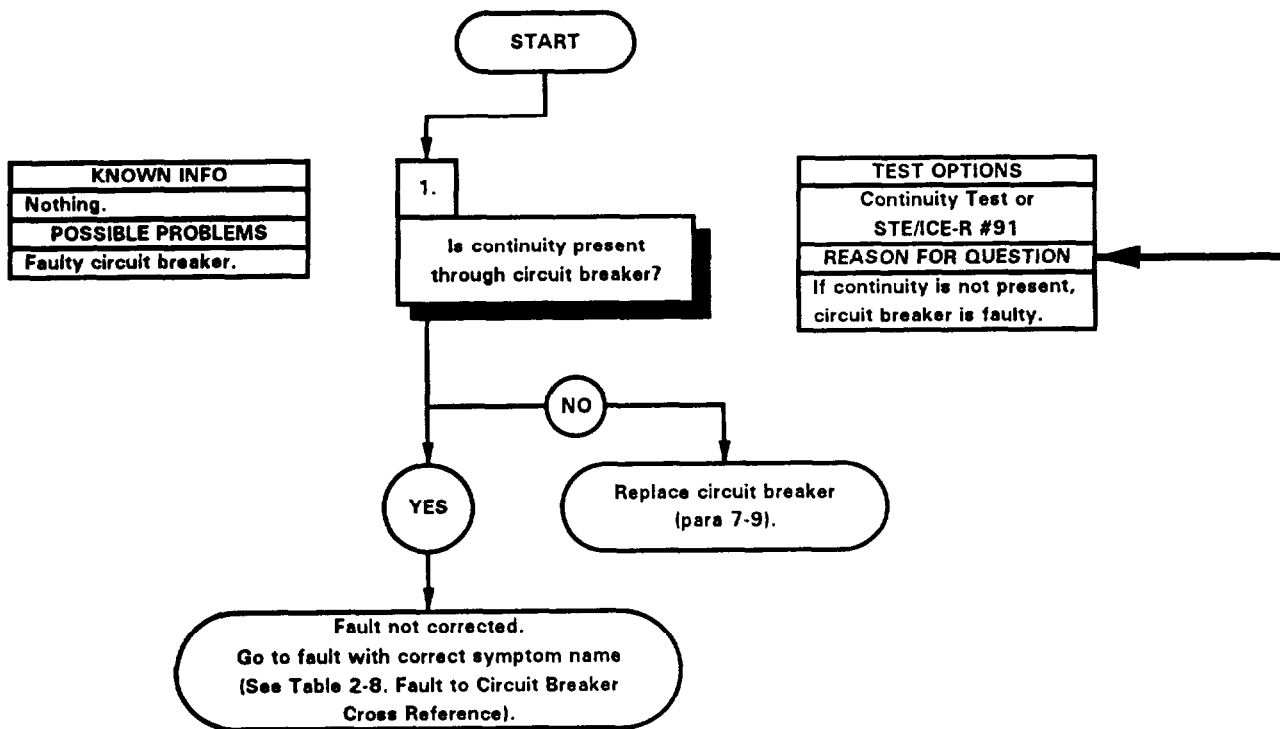 START
KNOWN INFO
Nothing.
POSSIBLE PROBLEMS
Faulty circuit breaker.
1.
Is continuity present
through circuit breaker?
TEST OPTIONS
Continuity Test or
STE/ICE-R #91
REASON FOR QUESTION
If continuity is not present,
circuit breaker is faulty.
NO
YES
Replace circuit breaker
(para 7-9).
Fault not corrected.
Go to fault with correct symptom name
(See Table 2-8. Fault to Circuit Breaker
Cross Reference).